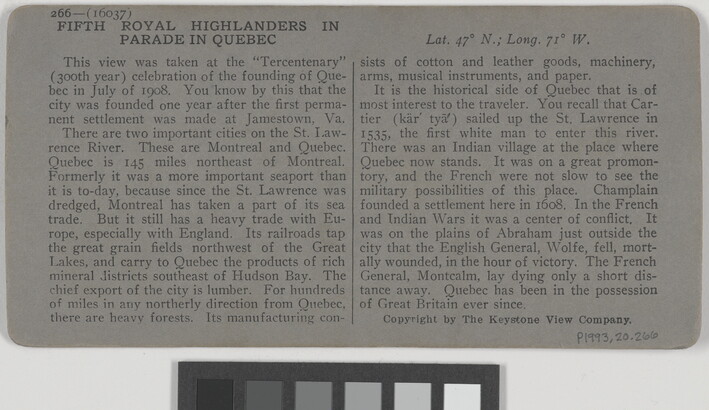 266—(16037)
FIFTH ROYAL HIGHLANDERS IN
PARADE IN QUEBEC
Lat. 47° N.; Long. 71° W.
This view was taken at the "Tercentenary"
(300th year) celebration of the founding of Que-
bec in July of 1908. You know by this that the
city was founded one year after the first perma-
nent settlement was made at Jamestown, Va.
There are two important cities on the St. Law-
rence River. These are Montreal and Quebec.
Quebec is 145 miles northeast of Montreal.
Formerly it was a more important seaport than
it is to-day, because since the St. Lawrence was
dredged, Montreal has taken a part of its sea
trade. But it still has a heavy trade with Eu-
rope, especially with England. Its railroads tap
the great grain fields northwest of the Great
Lakes, and carry to Quebec the products of rich
mineral districts southeast of Hudson Bay. The
chief export of the city is lumber. For hundreds
of miles in any northerly direction from Quebec,
there are heavy forests. Its manufacturing con-
sists of cotton and leather goods, machinery,
arms, musical instruments, and paper.
It is the historical side of Quebec that is of
most interest to the traveler. You recall that Car-
tier (kär′ tyā′) sailed up the St. Lawrence in
1535, the first white man to enter this river.
There was an Indian village at the place where
Quebec now stands. It was on a great promon-
tory, and the French were not slow to see the
military possibilities of this place. Champlain
founded a settlement here in 1608. In the French
and Indian Wars it was a center of conflict. It
was on the plains of Abraham just outside the
city that the English General, Wolfe, fell, mort-
ally wounded, in the hour of victory. The French
General, Montcalm, lay dying only a short dis-
tance away. Quebec has been in the possession
of Great Britain ever since.
Copyright by The Keystone View Company.
P1993.20.266